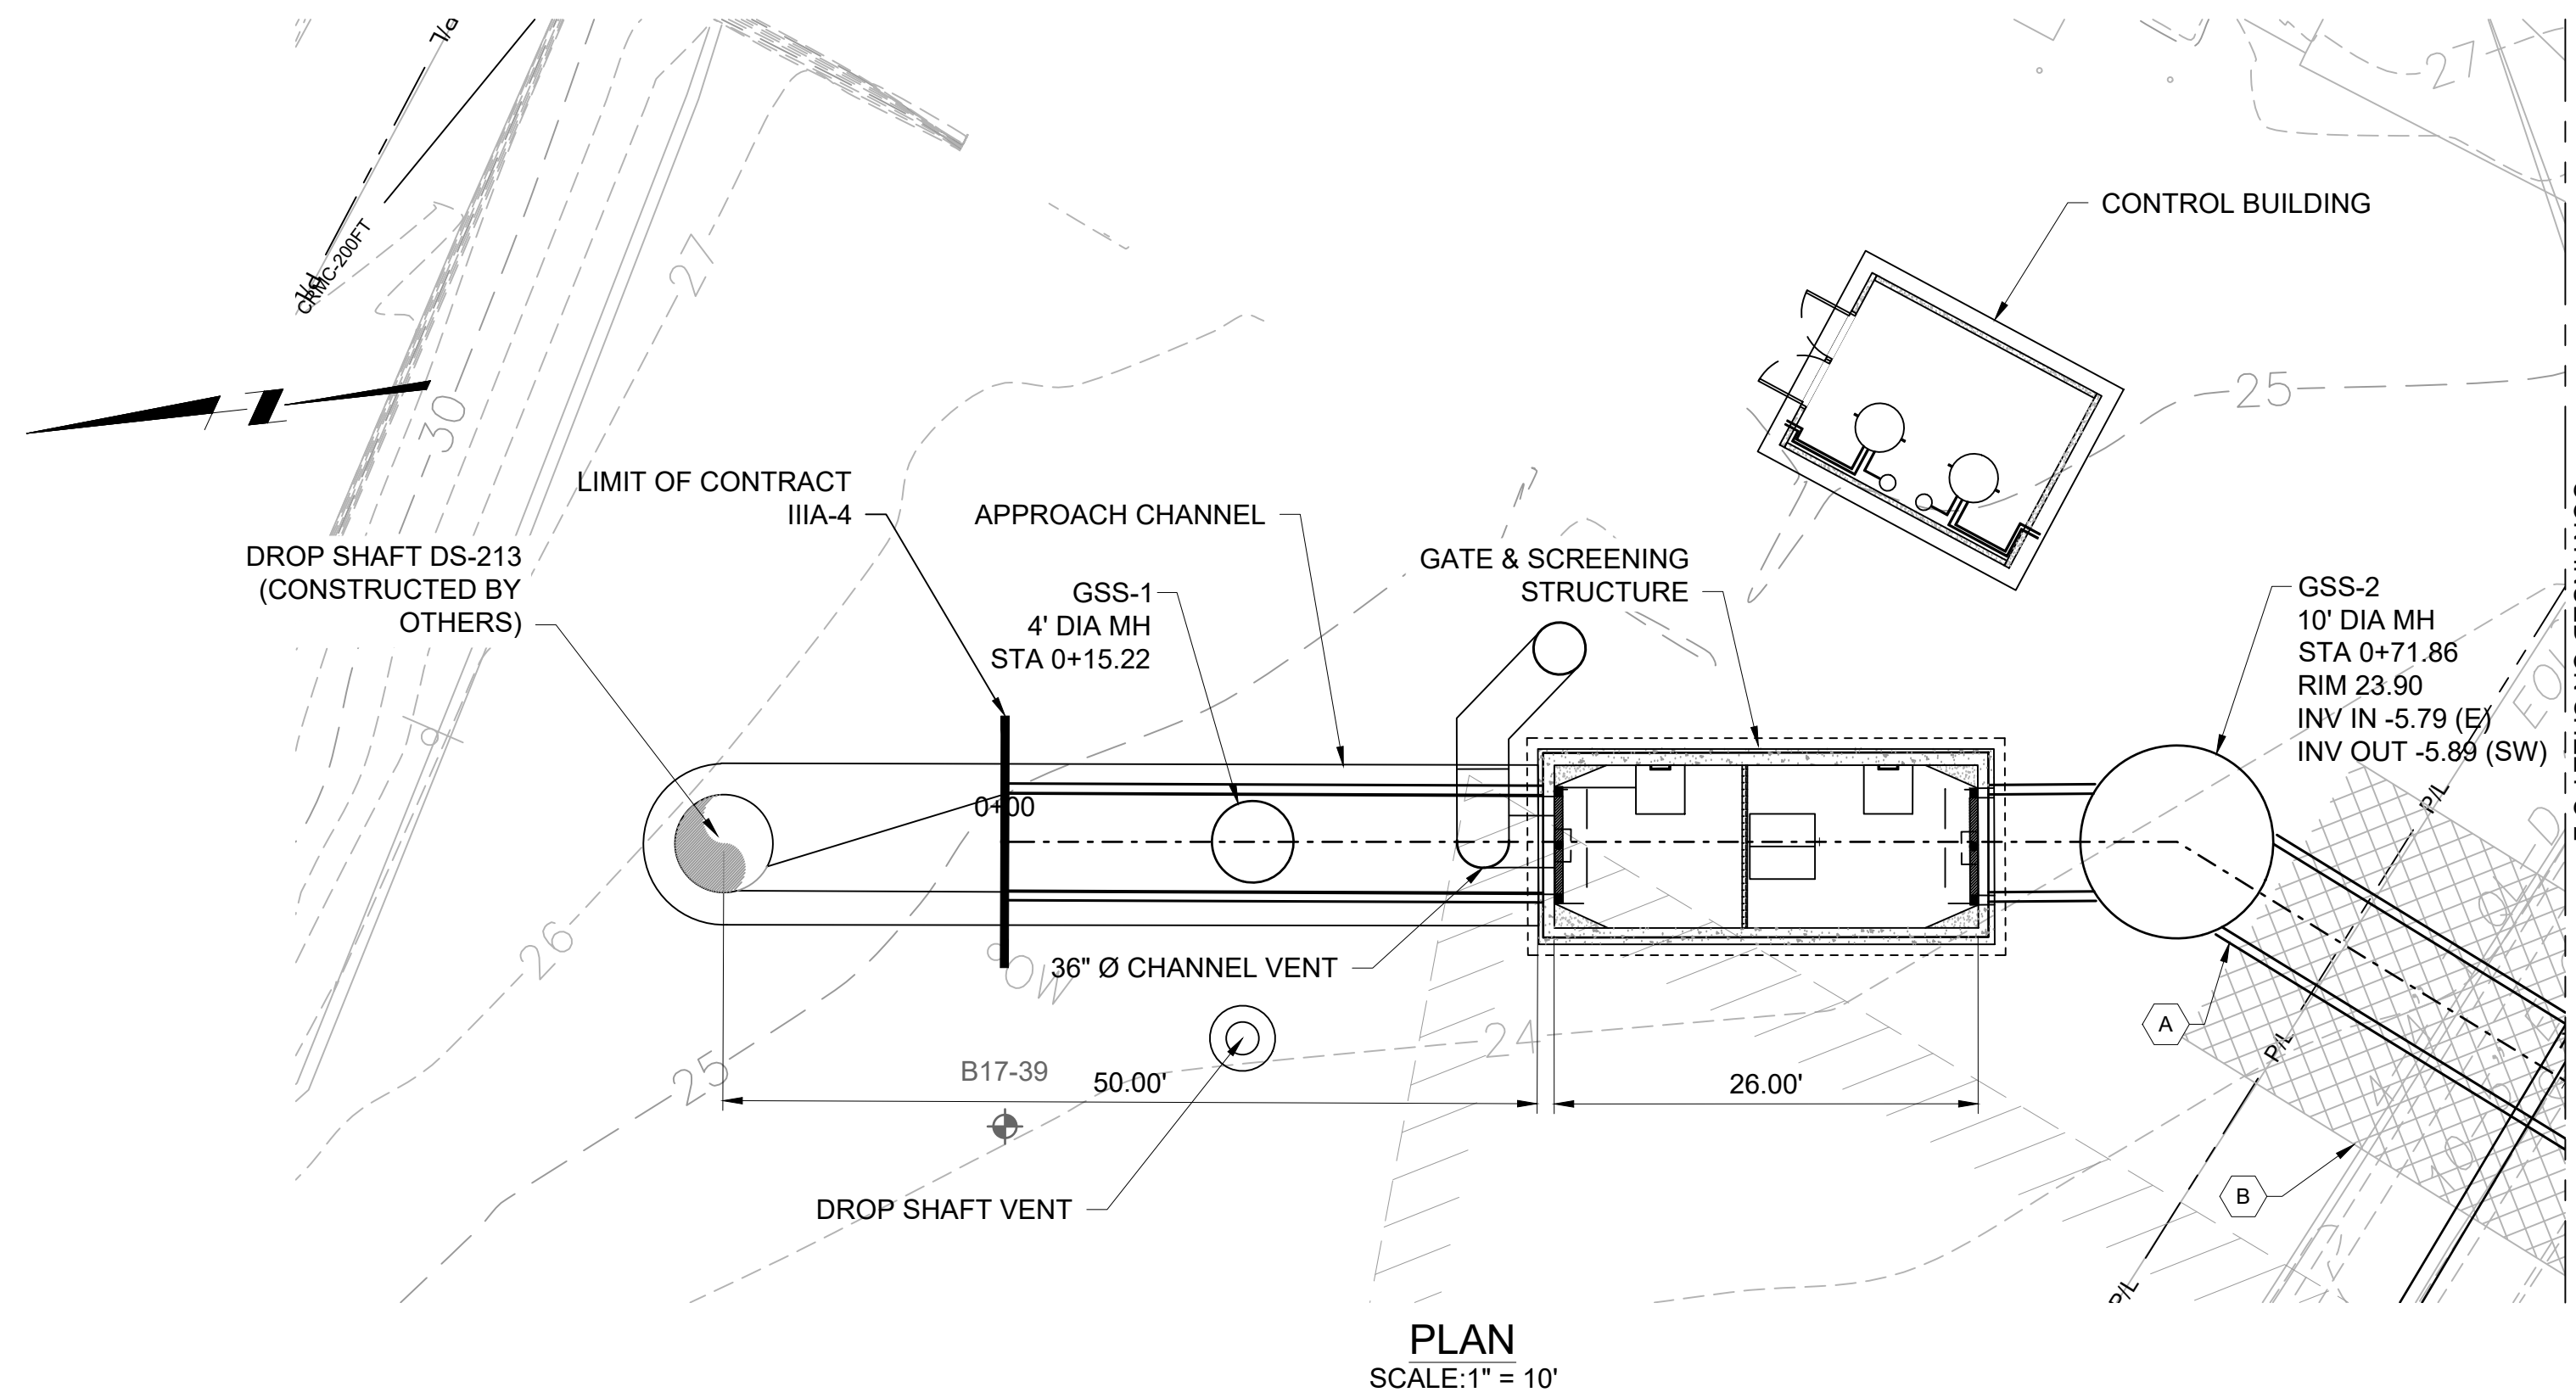 P/L
P/L
CRMC-200FT
27
27
CONTROL BUILDING
25
30
LIMIT OF CONTRACT
IIIA-4
APPROACH CHANNEL
DROP SHAFT DS-213
(CONSTRUCTED BY
OTHERS)
GATE & SCREENING
STRUCTURE
GSS-1
4' DIA MH
STA 0+15.22
GSS-2
10' DIA MH
STA 0+71.86
RIM 23.90
INV IN -5.79 (E)
INV OUT -5.89 (SW)
0+00
P/L
26
36" Ø CHANNEL VENT
24
25
A
P/L
B17-39
50.00'
26.00'
B
DROP SHAFT VENT
P/L
PLAN
SCALE:1" = 10'